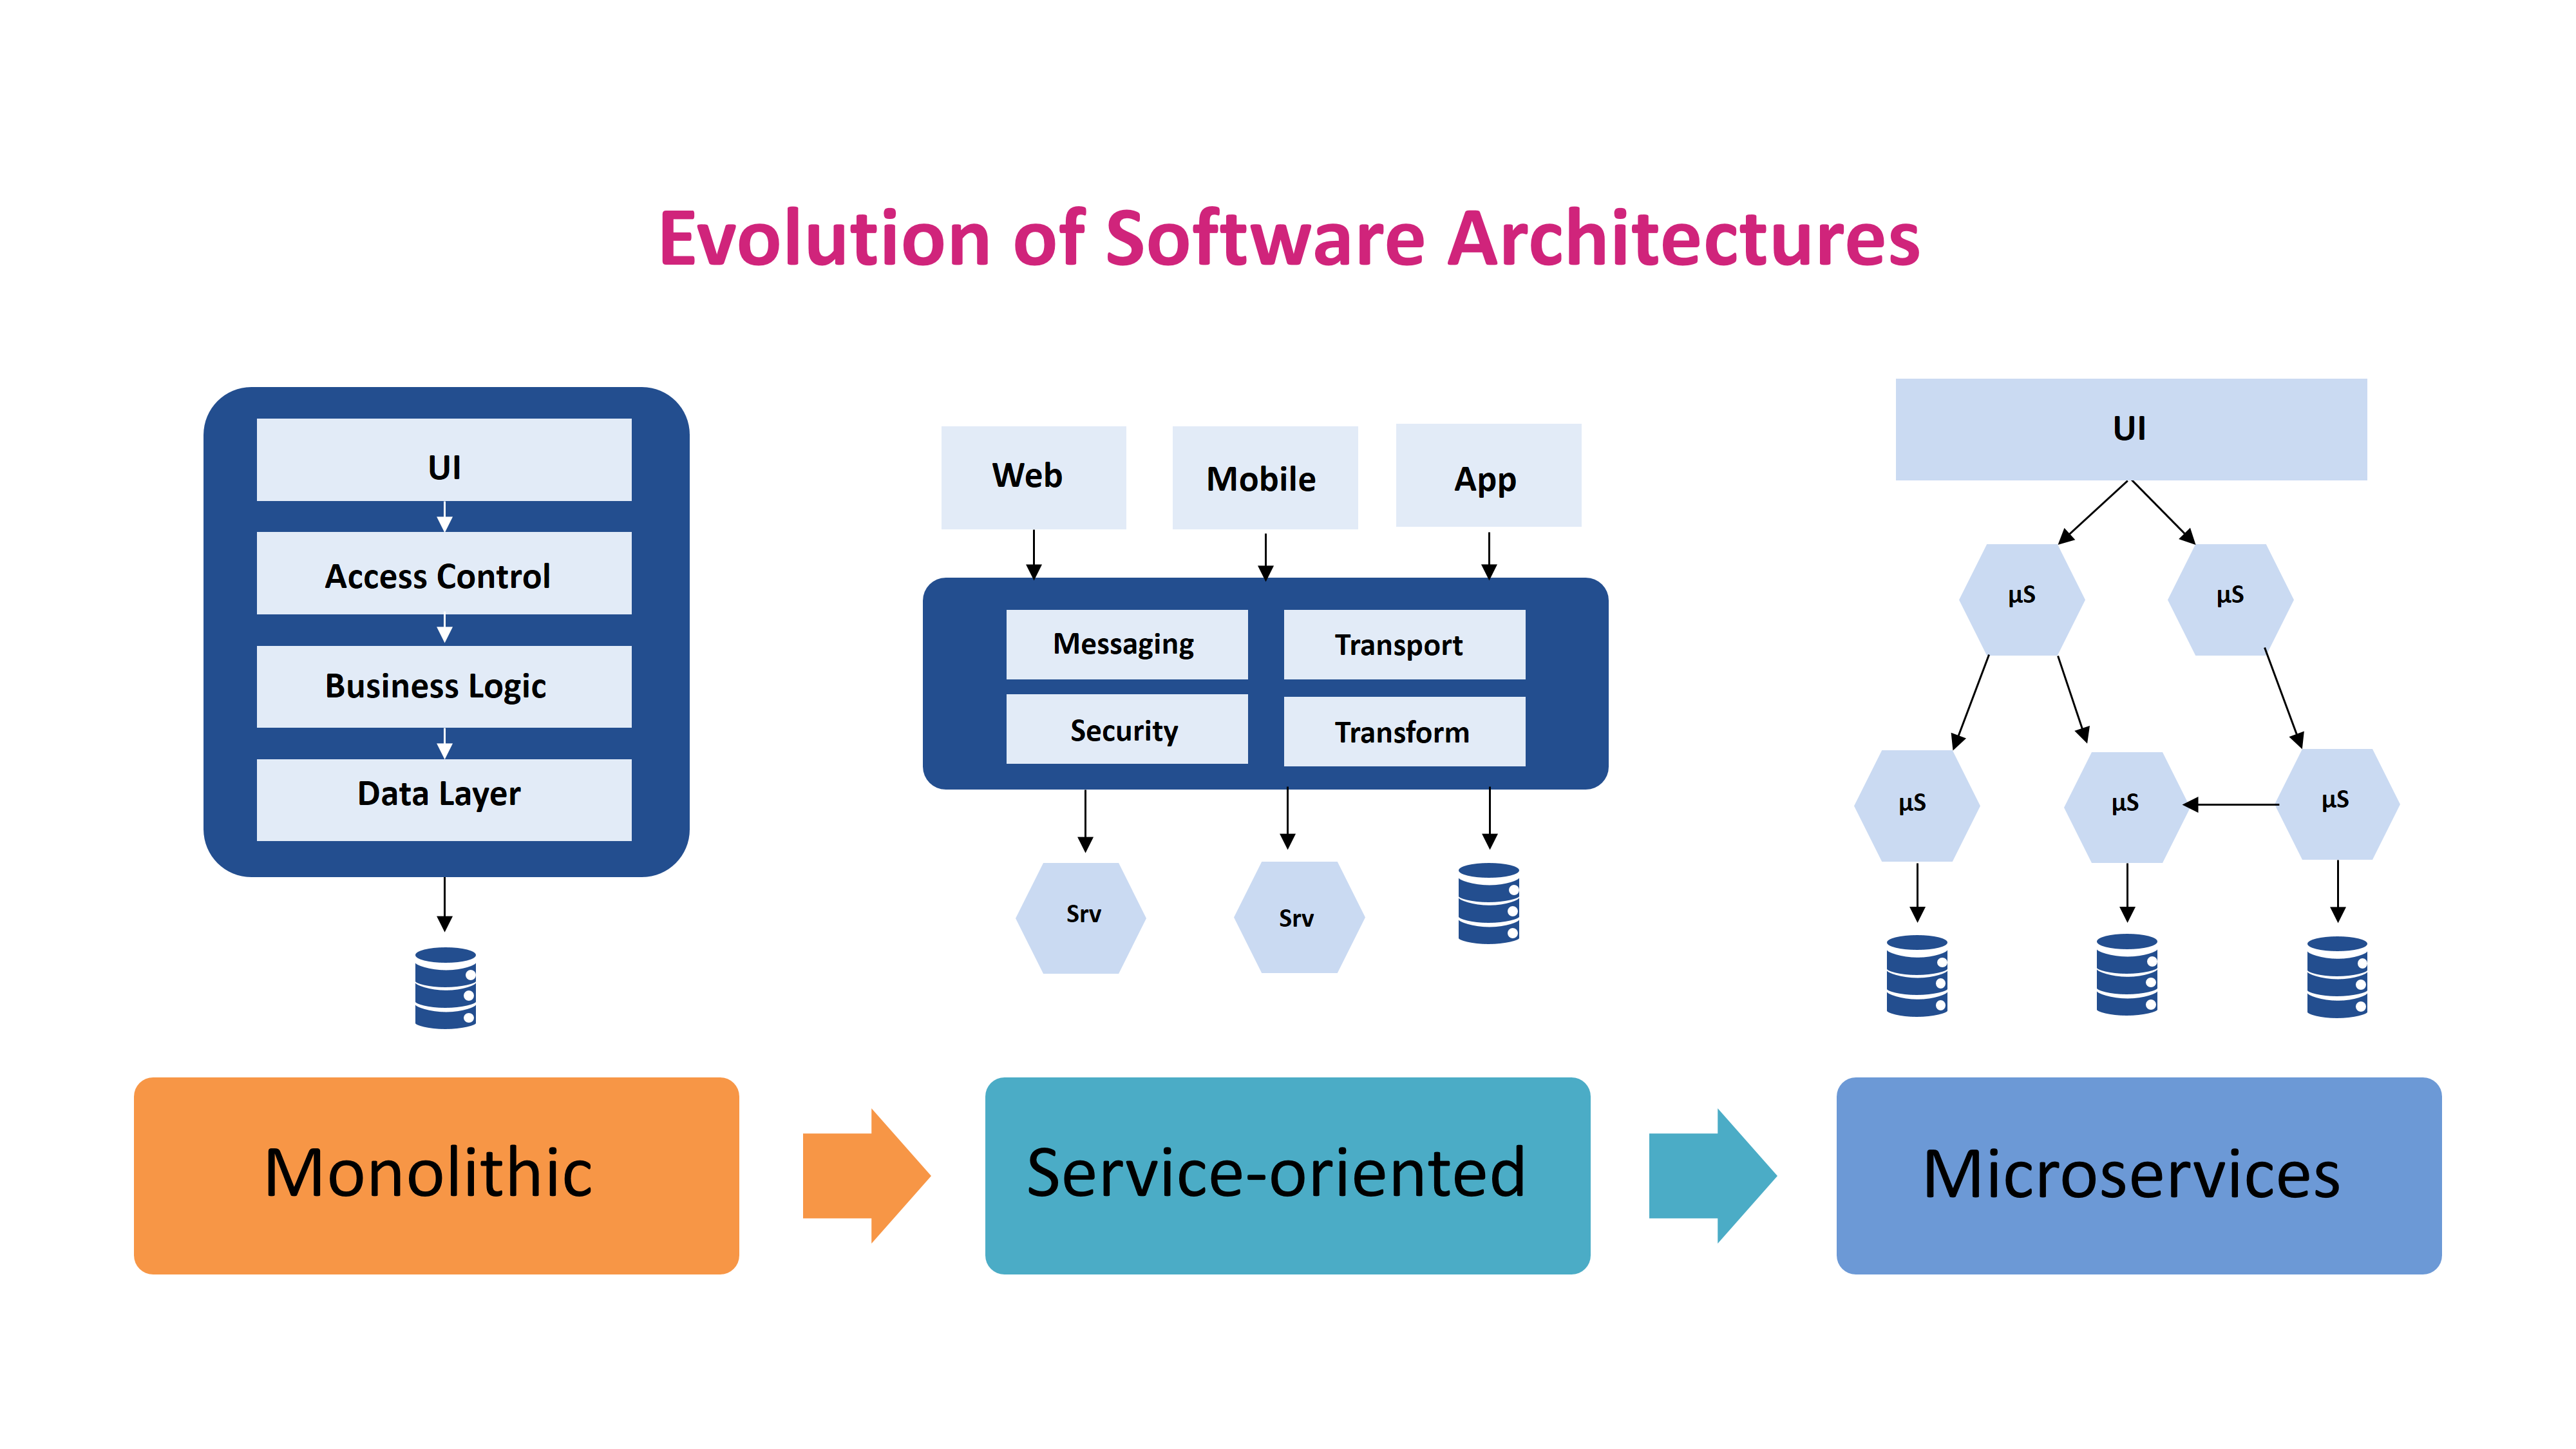 Evolution of Software Architectures
UI
Access Control
Business Logic
Data Layer
Web
Mobile
App
Messaging
Transport
Security
Transform
Srv
Srv
UI
µS
µS
µS
µS
µS
Monolithic
Service-oriented
Microservices